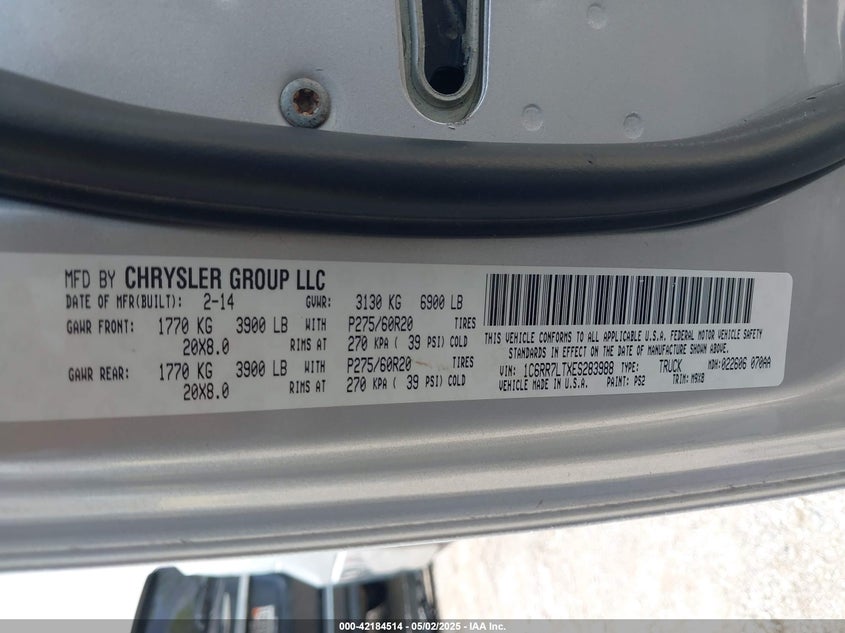 MFD BY CHRYSLER GROUP LLC
DATE OF MFR(BUILT): 2-14 GVWR: 3130 KG 6900 LB
GAWR FRONT: 1770 KG 3900 LB WITH P275/60R20 TIRES
20X8.0 RIMS AT 270 KPA ( 39 PSI) COLD
GAWR REAR: 1770 KG 3900 LB WITH P275/60R20 TIRES
20X8.0 RIMS AT 270 KPA ( 39 PSI) COLD
THIS VEHICLE CONFORMS TO ALL APPLICABLE U.S.A. FEDERAL MOTOR VEHICLE SAFETY
STANDARDS IN EFFECT ON THE DATE OF MANUFACTURE SHOWN ABOVE.
VIN: 1C6RR7LTXES283988 TYPE: TRUCK MDH:022606 070AA
VEHICLE MADE IN U.S.A. PAINT: PS2 TRIM: M9X8
000-42184514 - 05/02/2025 - IAA Inc.